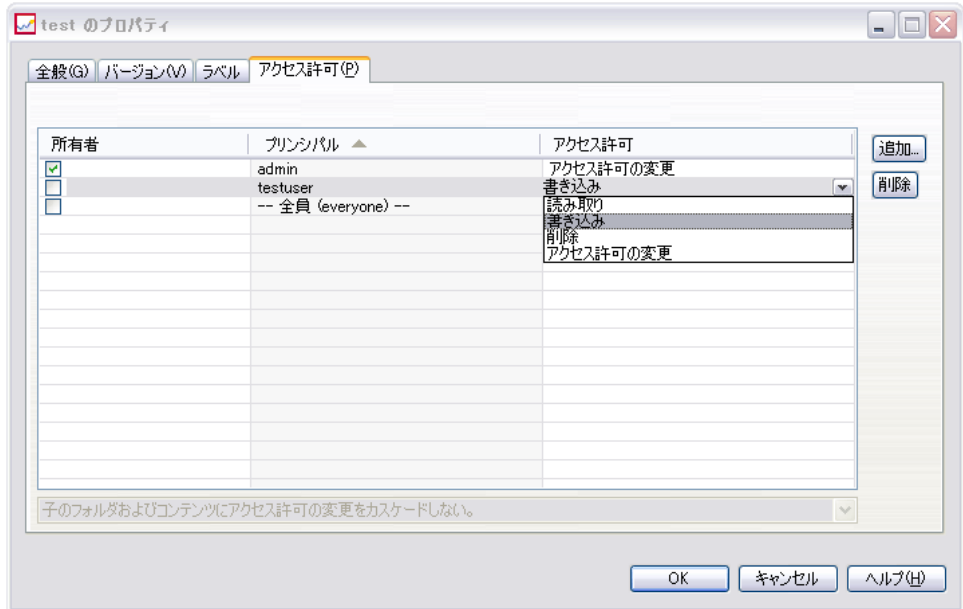 test のプロパティ
全般(G) バージョン(V) ラベル アクセス許可(P)
所有者 プリンシパル アクセス許可 追加...
admin アクセス許可の変更
testuser 書き込み 削除
-- 全員 (everyone) -- 読み取り
書き込み
削除
アクセス許可の変更
子のフォルダおよびコンテンツにアクセス許可の変更をカスケードしない。
OK キャンセル ヘルプ(H)